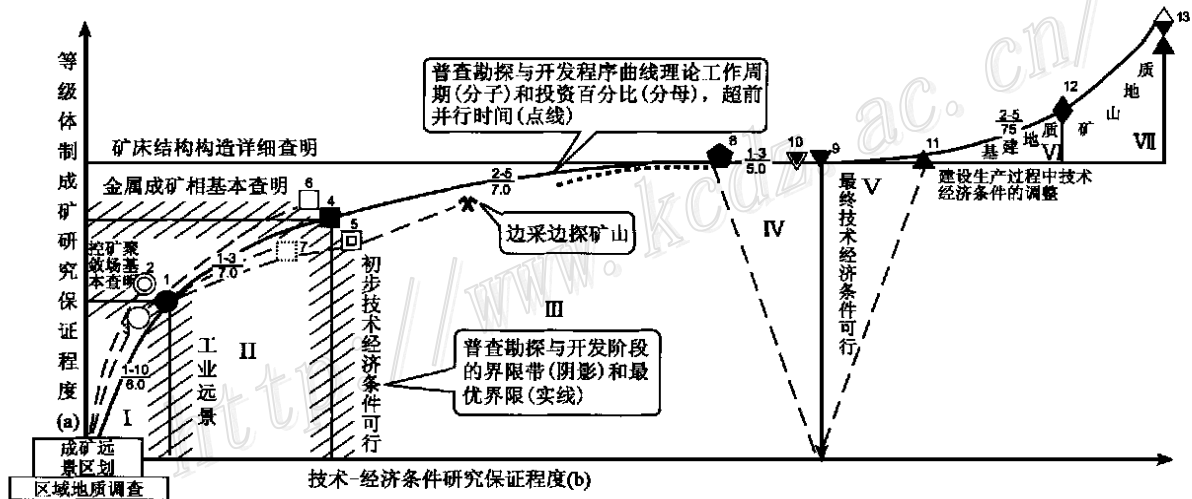 等级体制成矿研究保证程度(a)
矿床结构构造详细查明
金属成矿相基本查明
控矿聚
敛场基
本查明
普查勘探与开发程序曲线理论工作周
期(分子)和投资百分比(分母)，超前
并行时间(点线)
边采边探矿山
普查勘探与开发阶段
的界限带(阴影)和最
优界限(实线)
1
2
3
4
5
6
7
8
9
10
11
12
13
1-10
6.0
1-3
7.0
2-5
7.0
1-3
5.0
2-5
75
I
II
III
IV
V
VI
VII
工业远景
初步技术经济条件可行
最终技术经济条件可行
基建地质
矿山地质
建设生产过程中技术
经济条件的调整
成矿远
景区划
区域地质调查
技术-经济条件研究保证程度(b)
http://www.kcdz.ac.cn/